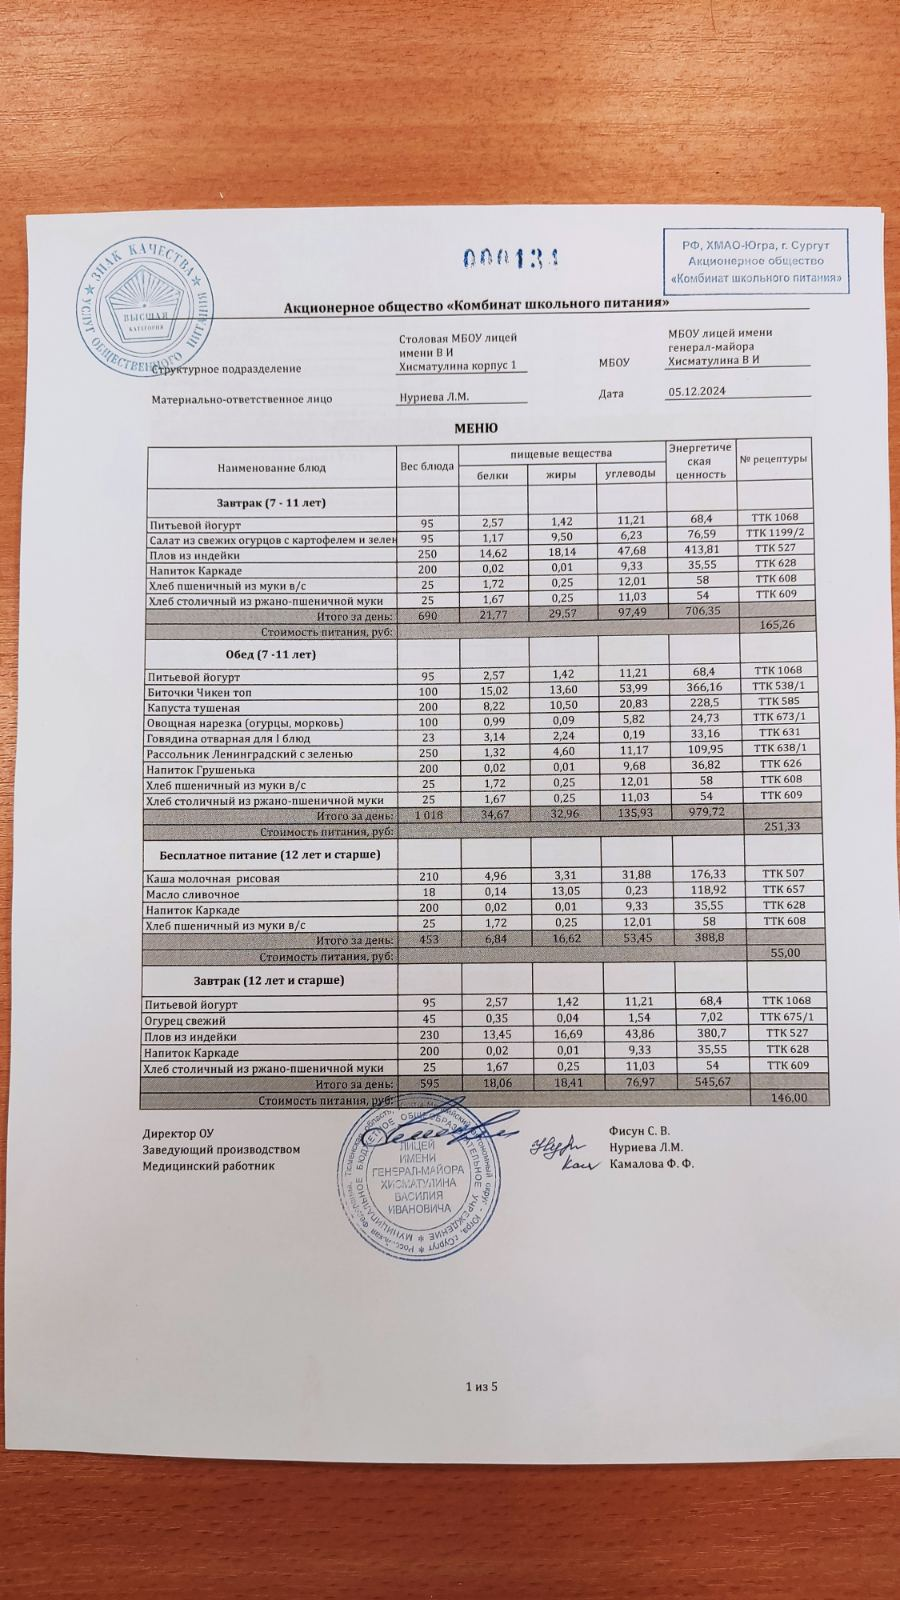 ЗНАК КАЧЕСТВА
УСЛУГ ОБЩЕСТВЕННОГО ПИТАНИЯ
ВЫСШАЯ
КАТЕГОРИЯ
000134
РФ, ХМАО-Югра, г. Сургут
Акционерное общество
«Комбинат школьного питания»
Акционерное общество «Комбинат школьного питания»
Структурное подразделение
Столовая МБОУ лицей
имени В И
Хисматулина корпус 1
МБОУ
МБОУ лицей имени
генерал-майора
Хисматулина В И
Материально-ответственное лицо Нуриева Л.М. Дата 05.12.2024
МЕНЮ
Наименование блюд Вес блюда пищевые вещества Энергетиче ская ценность № рецептуры
белки жиры углеводы
Завтрак (7 - 11 лет)
Питьевой йогурт 95 2,57 1,42 11,21 68,4 ТТК 1068
Салат из свежих огурцов с картофелем и зелен 95 1,17 9,50 6,23 76,59 ТТК 1199/2
Плов из индейки 250 14,62 18,14 47,68 413,81 ТТК 527
Напиток Каркаде 200 0,02 0,01 9,33 35,55 ТТК 628
Хлеб пшеничный из муки в/с 25 1,72 0,25 12,01 58 ТТК 608
Хлеб столичный из ржано-пшеничной муки 25 1,67 0,25 11,03 54 ТТК 609
Итого за день: 690 21,77 29,57 97,49 706,35
Стоимость питания, руб: 165,26
Обед (7 -11 лет)
Питьевой йогурт 95 2,57 1,42 11,21 68,4 ТТК 1068
Биточки Чикен топ 100 15,02 13,60 53,99 366,16 ТТК 538/1
Капуста тушеная 200 8,22 10,50 20,83 228,5 ТТК 585
Овощная нарезка (огурцы, морковь) 100 0,99 0,09 5,82 24,73 ТТК 673/1
Говядина отварная для I блюд 23 3,14 2,24 0,19 33,16 ТТК 631
Рассольник Ленинградский с зеленью 250 1,32 4,60 11,17 109,95 ТТК 638/1
Напиток Грушенька 200 0,02 0,01 9,68 36,82 ТТК 626
Хлеб пшеничный из муки в/с 25 1,72 0,25 12,01 58 ТТК 608
Хлеб столичный из ржано-пшеничной муки 25 1,67 0,25 11,03 54 ТТК 609
Итого за день: 1 018 34,67 32,96 135,93 979,72
Стоимость питания, руб: 251,33
Бесплатное питание (12 лет и старше)
Каша молочная рисовая 210 4,96 3,31 31,88 176,33 ТТК 507
Масло сливочное 18 0,14 13,05 0,23 118,92 ТТК 657
Напиток Каркаде 200 0,02 0,01 9,33 35,55 ТТК 628
Хлеб пшеничный из муки в/с 25 1,72 0,25 12,01 58 ТТК 608
Итого за день: 453 6,84 16,62 53,45 388,8
Стоимость питания, руб: 55,00
Завтрак (12 лет и старше)
Питьевой йогурт 95 2,57 1,42 11,21 68,4 ТТК 1068
Огурец свежий 45 0,35 0,04 1,54 7,02 ТТК 675/1
Плов из индейки 230 13,45 16,69 43,86 380,7 ТТК 527
Напиток Каркаде 200 0,02 0,01 9,33 35,55 ТТК 628
Хлеб столичный из ржано-пшеничной муки 25 1,67 0,25 11,03 54 ТТК 609
Итого за день: 595 18,06 18,41 76,97 545,67
Стоимость питания, руб: 146,00
Директор ОУ Фисун С. В.
Заведующий производством Нуриева Л.М.
Медицинский работник Камалова Ф. Ф.
МУНИЦИПАЛЬНОЕ БЮДЖЕТНОЕ ОБЩЕОБРАЗОВАТЕЛЬНОЕ УЧРЕЖДЕНИЕ
ЛИЦЕЙ
ИМЕНИ
ГЕНЕРАЛ-МАЙОРА
ХИСМАТУЛИНА
ВАСИЛИЯ
ИВАНОВИЧА
1 из 5